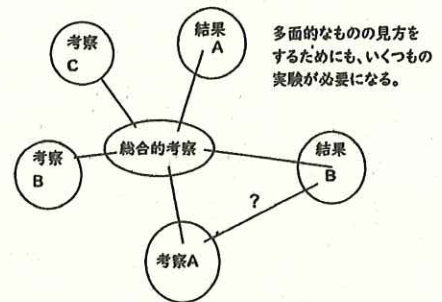 考察
C
結果
A
多面的なものの見方を
するためにも、いくつもの
実験が必要になる。
総合的考察
考察
B
結果
B
?
考察A